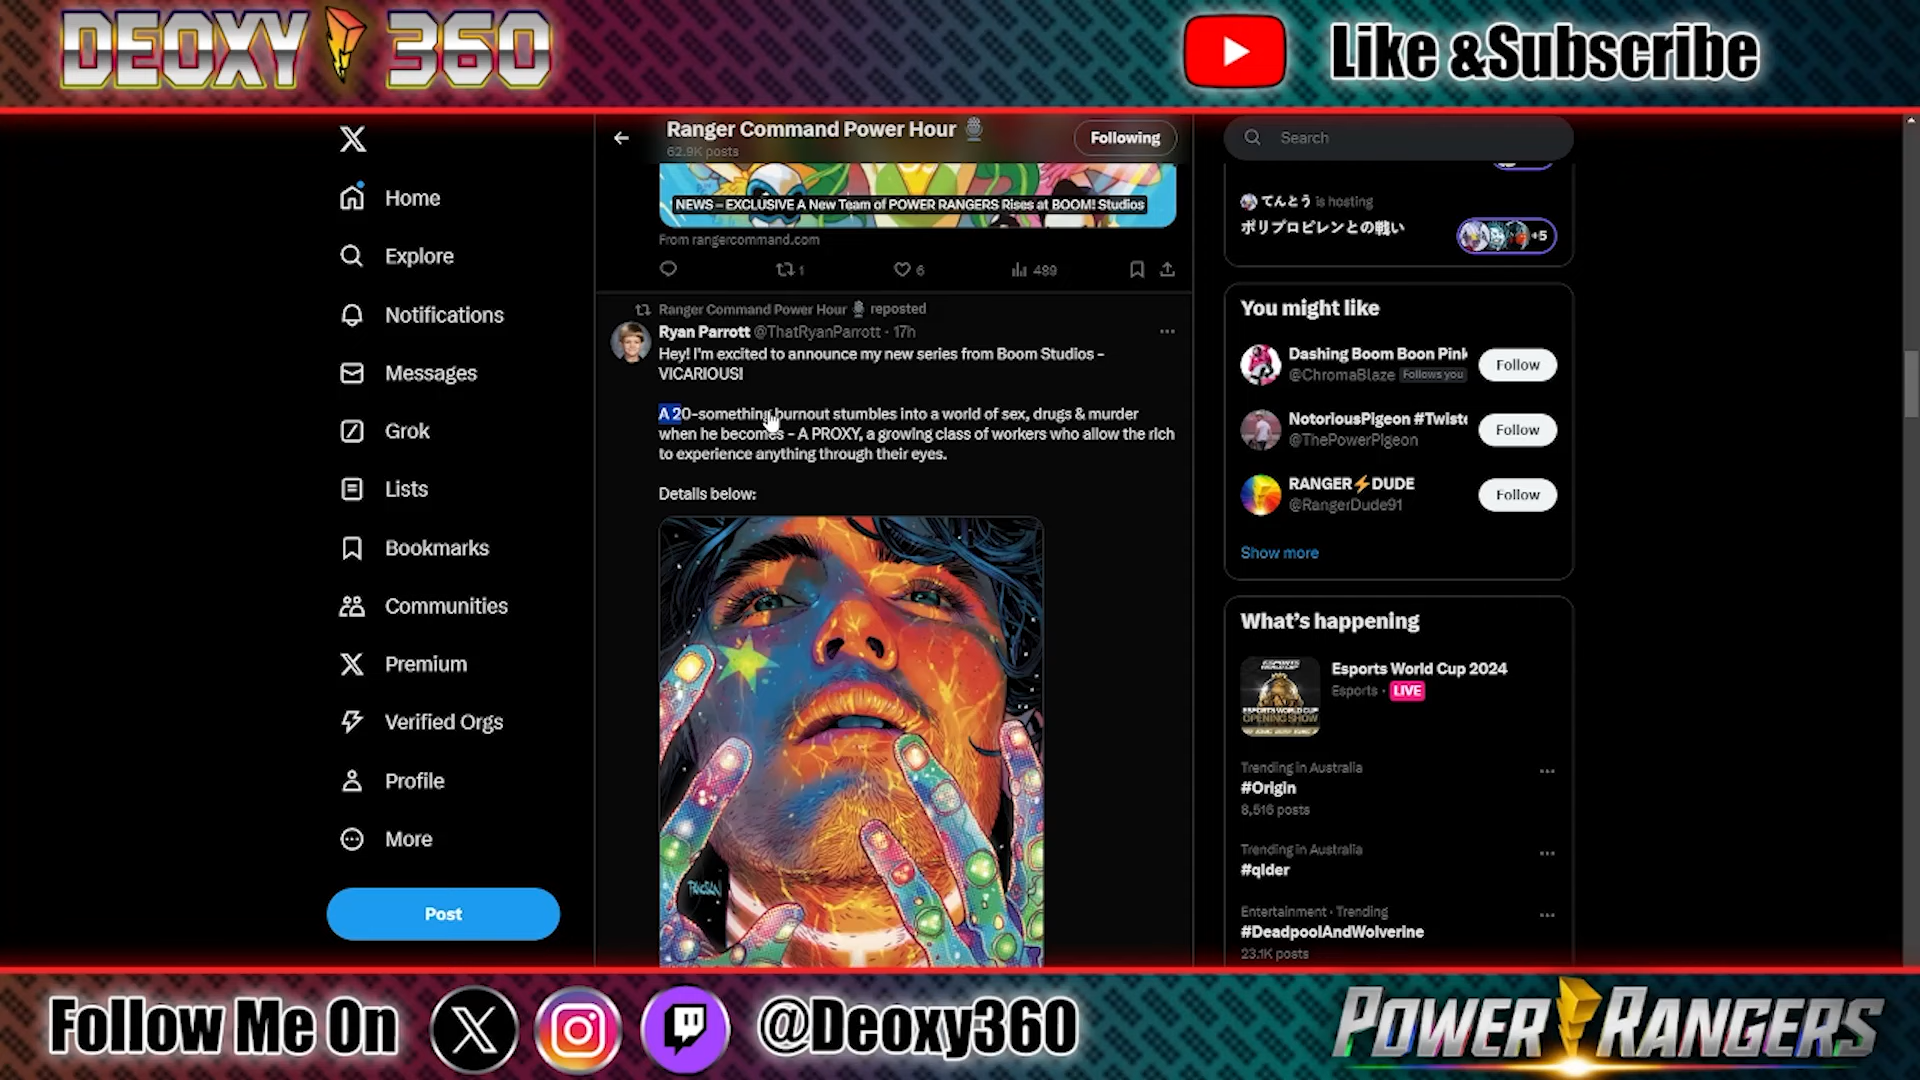 DEOXY 360
Like &Subscribe
Home
Explore
Notifications
Messages
Grok
Lists
Bookmarks
Communities
Premium
Verified Orgs
Profile
More
Post
Ranger Command Power Hour
62.9K posts
Following
NEWS – EXCLUSIVE A New Team of POWER RANGERS Rises at BOOM! Studios
From rangercommand.com
1
6
489
Ranger Command Power Hour reposted
Ryan Parrott @ThatRyanParrott · 17h
Hey! I'm excited to announce my new series from Boom Studios –
VICARIOUS!
A 20-something burnout stumbles into a world of sex, drugs & murder
when he becomes – A PROXY, a growing class of workers who allow the rich
to experience anything through their eyes.
Details below:
Search
てんとう is hosting
ポリプロピレンとの戦い
+5
You might like
Dashing Boom Boon Pink
@ChromaBlaze Follows you
Follow
NotoriousPigeon #Twiste
@ThePowerPigeon
Follow
RANGER⚡DUDE
@RangerDude91
Follow
Show more
What's happening
ESPORTS WORLD CUP
OPENING SHOW
Esports World Cup 2024
Esports · LIVE
Trending in Australia
#Origin
8,516 posts
Trending in Australia
#qlder
Entertainment · Trending
#DeadpoolAndWolverine
23.1K posts
Follow Me On
@Deoxy360
POWER RANGERS